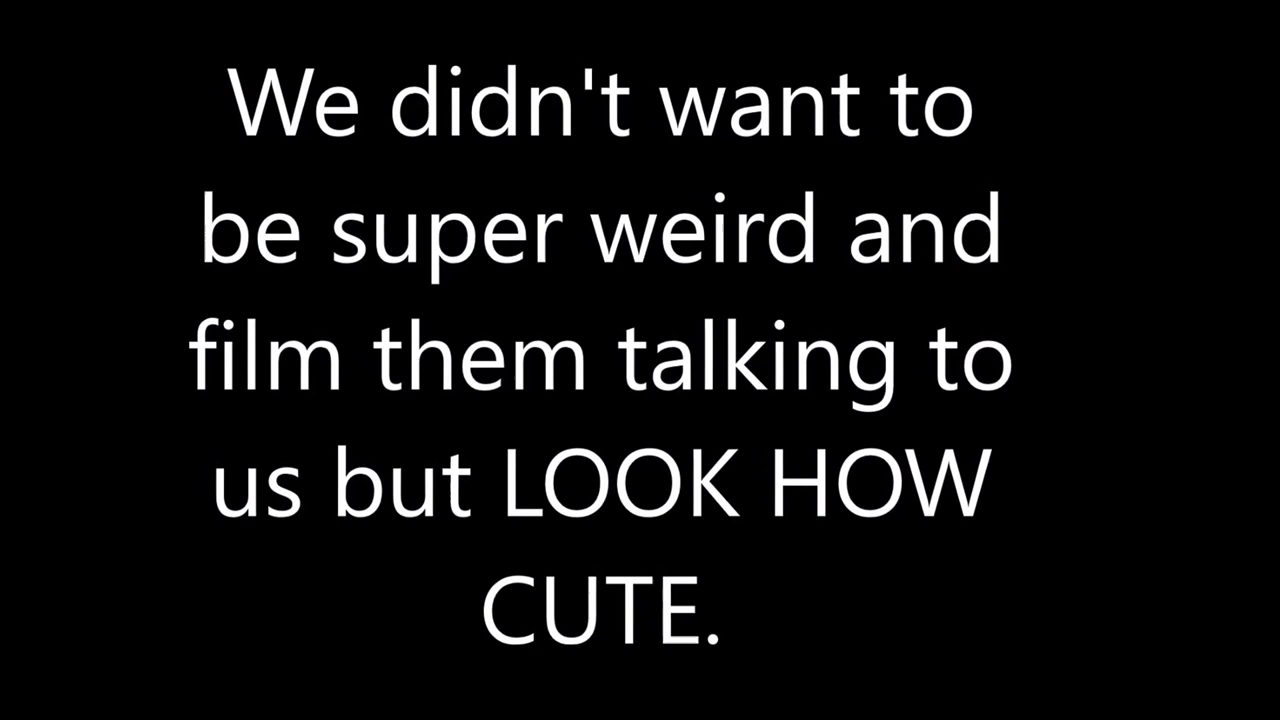 We didn't want to
be super weird and
film them talking to
us but LOOK HOW
CUTE.